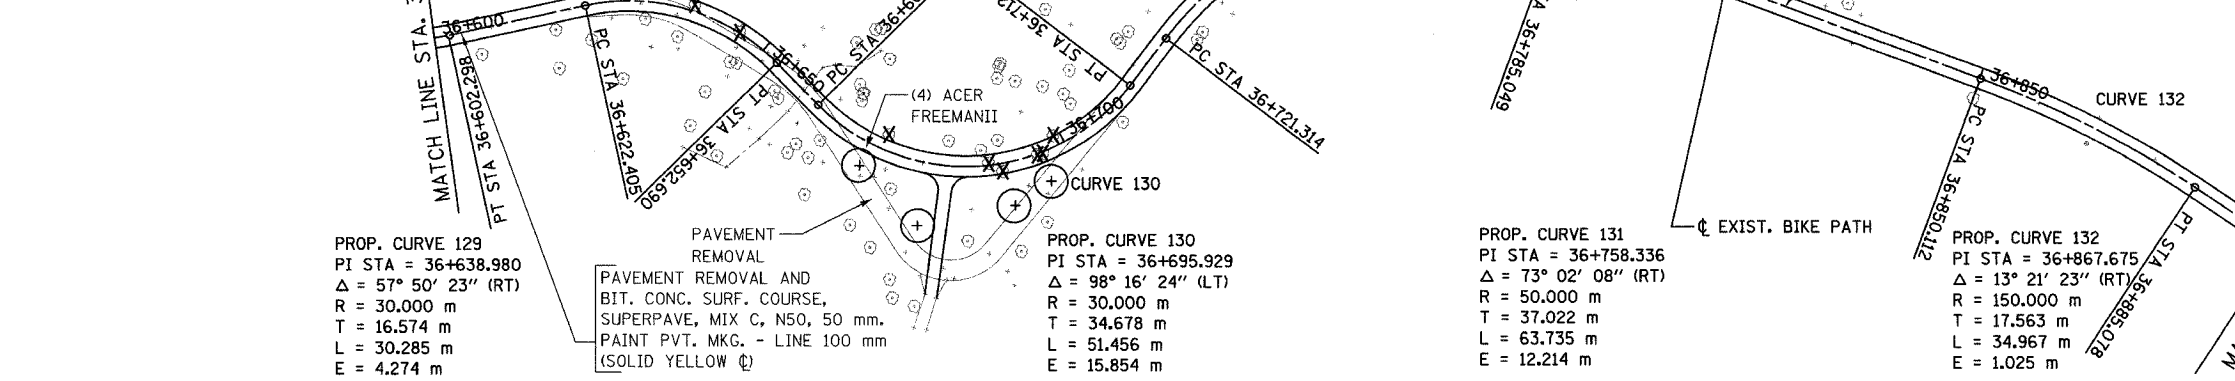 MATCH LINE STA.
36+600
PT STA 36+602.298
PC STA 36+622.405
36+650
PT STA 36+652.690
PC STA
(4) ACER
FREEMANII
PT STA 36+712
36+700
PC STA 36+721.314
CURVE 130
PAVEMENT
REMOVAL
36+785.049
℄ EXIST. BIKE PATH
36+850
CURVE 132
PC STA 36+850.112
PT STA 36+885.078
PROP. CURVE 129
PI STA = 36+638.980
Δ = 57° 50' 23" (RT)
R = 30.000 m
T = 16.574 m
L = 30.285 m
E = 4.274 m
PAVEMENT REMOVAL AND
BIT. CONC. SURF. COURSE,
SUPERPAVE, MIX C, N50, 50 mm.
PAINT PVT. MKG. - LINE 100 mm
(SOLID YELLOW ℄)
PROP. CURVE 130
PI STA = 36+695.929
Δ = 98° 16' 24" (LT)
R = 30.000 m
T = 34.678 m
L = 51.456 m
E = 15.854 m
PROP. CURVE 131
PI STA = 36+758.336
Δ = 73° 02' 08" (RT)
R = 50.000 m
T = 37.022 m
L = 63.735 m
E = 12.214 m
PROP. CURVE 132
PI STA = 36+867.675
Δ = 13° 21' 23" (RT)
R = 150.000 m
T = 17.563 m
L = 34.967 m
E = 1.025 m